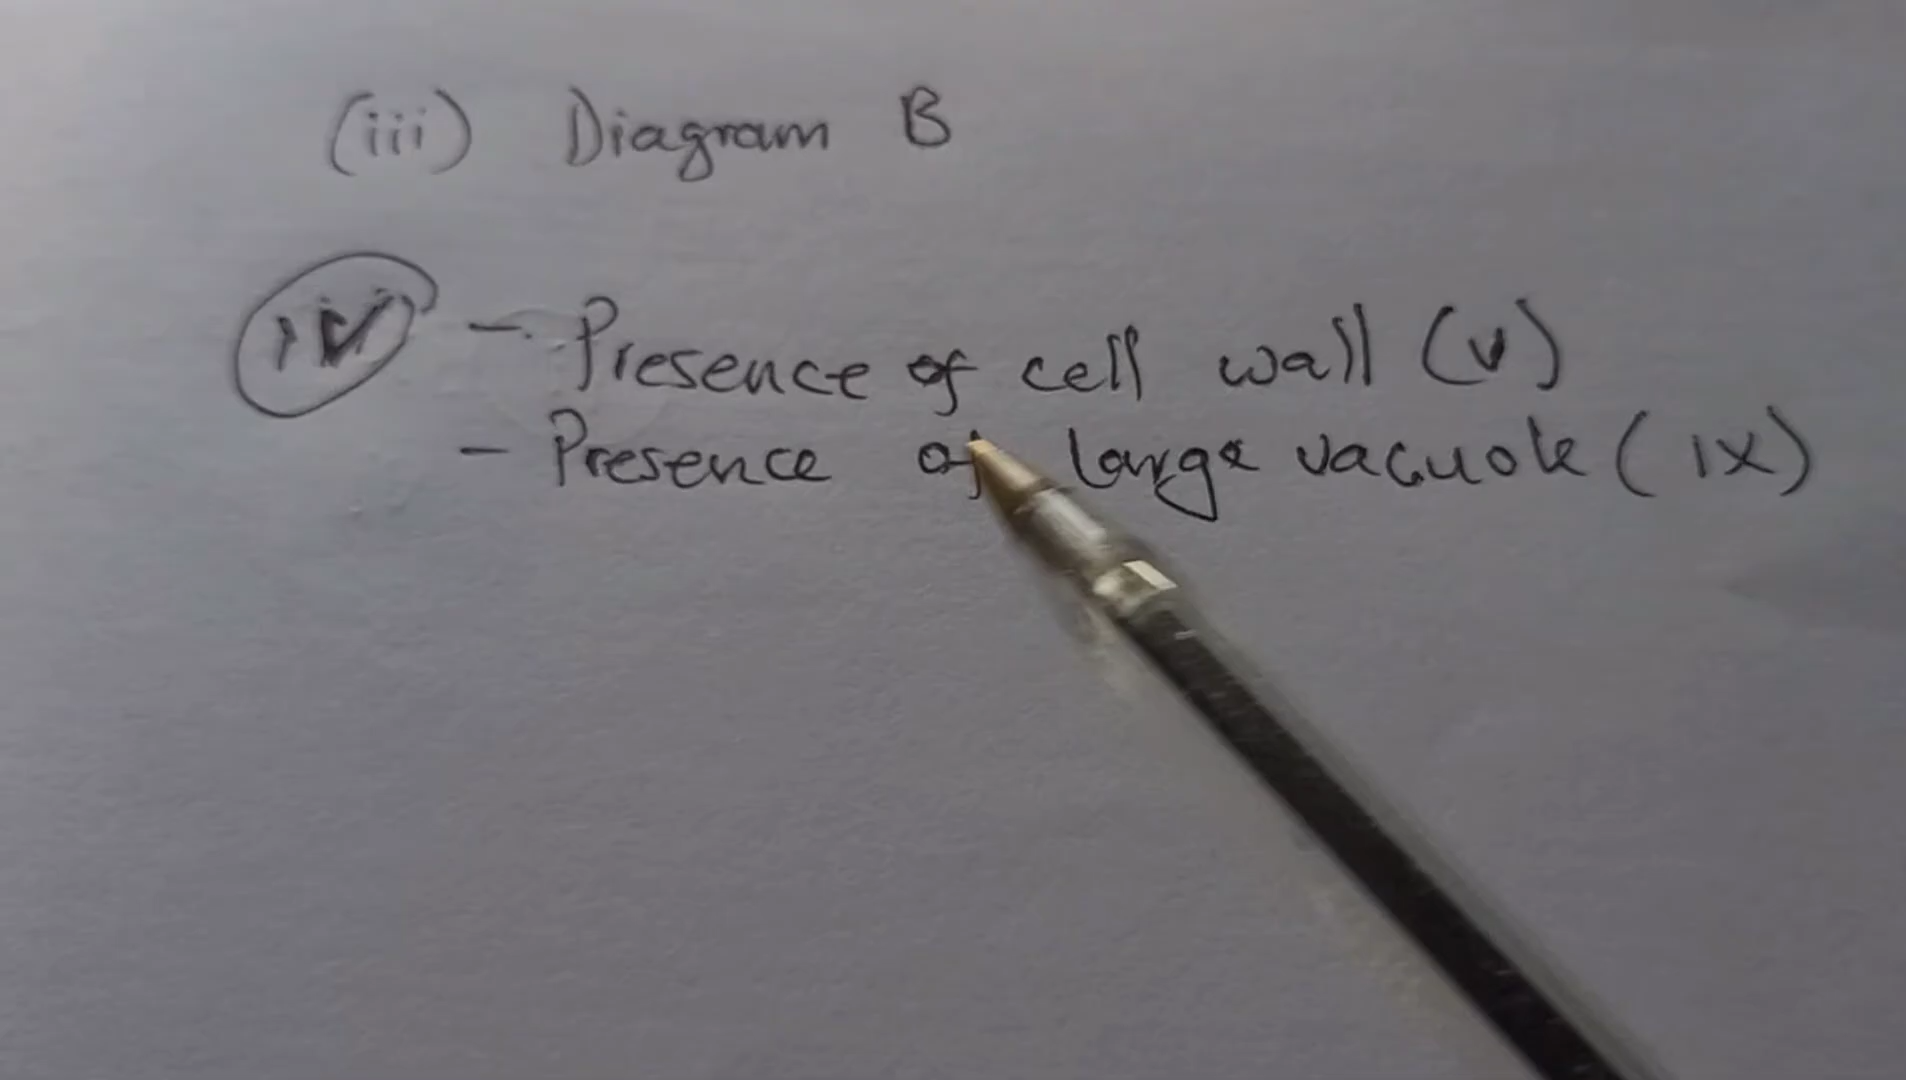 (iii) Diagram B
iv - Presence of cell wall (v)
- Presence of large vacuole (ix)